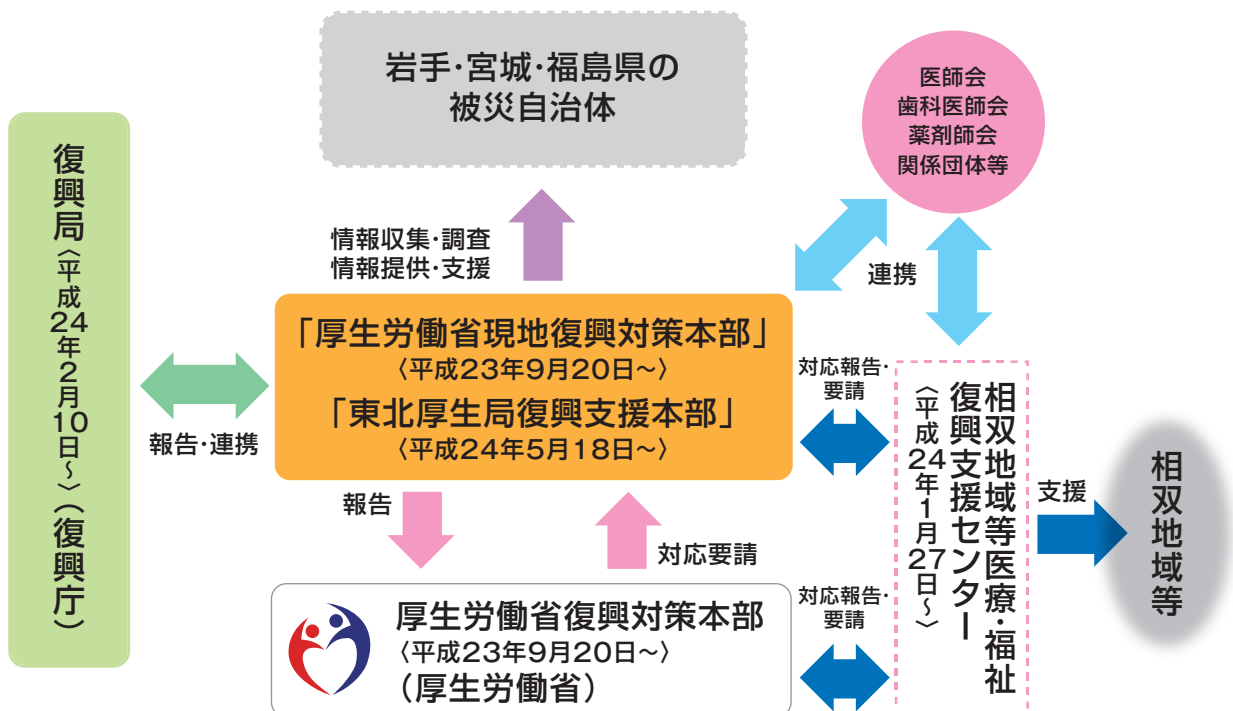 岩手・宮城・福島県の
被災自治体
医師会
歯科医師会
薬剤師会
関係団体等
復興局〈平成24年2月10日～〉（復興庁）
情報収集・調査
情報提供・支援
連携
「厚生労働省現地復興対策本部」
〈平成23年9月20日～〉
「東北厚生局復興支援本部」
〈平成24年5月18日～〉
報告・連携
対応報告・
要請
相双地域等医療・福祉
復興支援センター
〈平成24年1月27日～〉
支援
相双地域等
報告
対応要請
厚生労働省復興対策本部
〈平成23年9月20日～〉
（厚生労働省）
対応報告・
要請